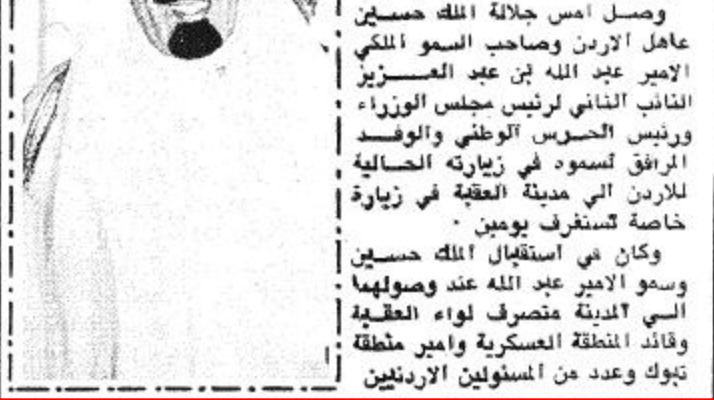 وصل امس جلالة الملك حسين
عاهل الاردن وصاحب السمو الملكي
الامير عبد الله بن عبد العزيز
النائب الثاني لرئيس مجلس الوزراء
ورئيس الحرس الوطني والوفد
المرافق لسموه في زيارته الحالية
للاردن الى مدينة العقبة في زيارة
خاصة تستغرق يومين .
وكان في استقبال الملك حسين
وسمو الامير عبد الله عند وصولهما
الى المدينة متصرف لواء العقبة
وقائد المنطقة العسكرية وامير منطقة
تبوك وعدد من المسئولين الاردنيين